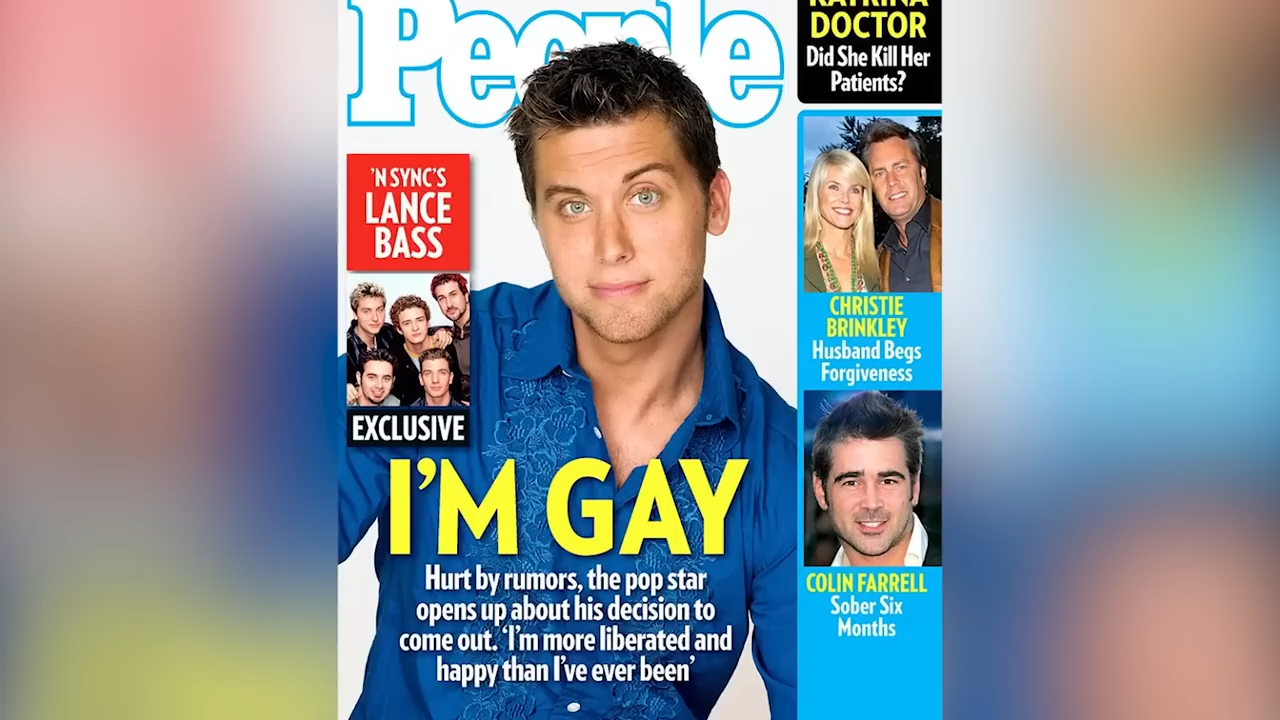 People
'N SYNC'S
LANCE
BASS
EXCLUSIVE
I'M GAY
Hurt by rumors, the pop star
opens up about his decision to
come out. 'I'm more liberated and
happy than I've ever been'
KATRINA
DOCTOR
Did She Kill Her
Patients?
CHRISTIE
BRINKLEY
Husband Begs
Forgiveness
COLIN FARRELL
Sober Six
Months